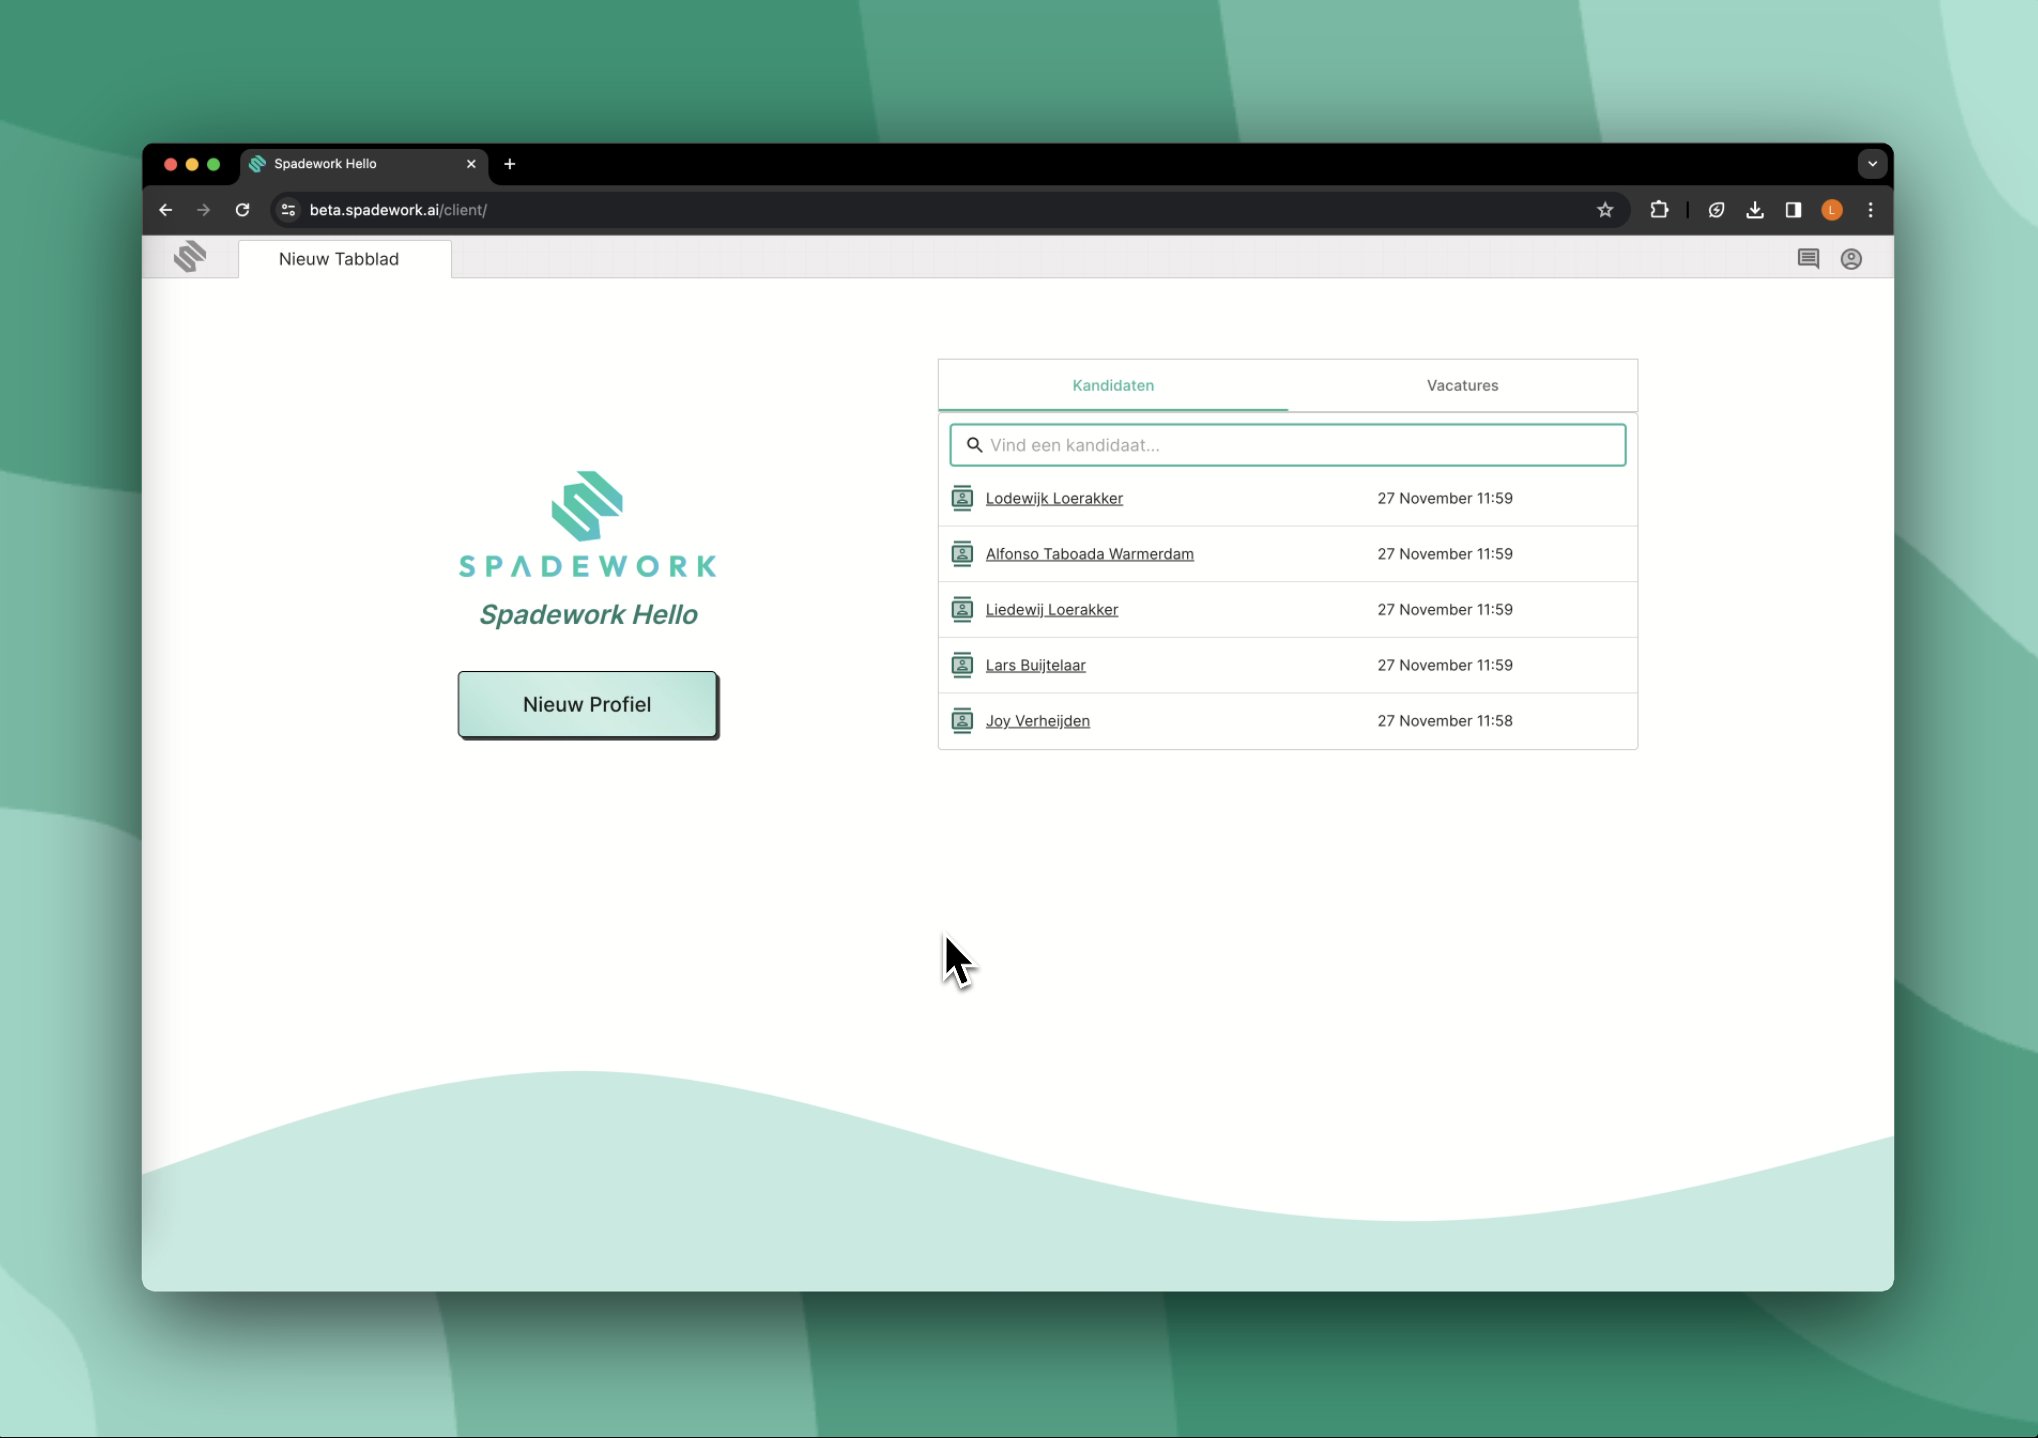 Spadework Hello
beta.spadework.ai/client/
L
Nieuw Tabblad
SPADEWORK
Spadework Hello
Nieuw Profiel
Kandidaten Vacatures
Vind een kandidaat...
Lodewijk Loerakker 27 November 11:59
Alfonso Taboada Warmerdam 27 November 11:59
Liedewij Loerakker 27 November 11:59
Lars Buijtelaar 27 November 11:59
Joy Verheijden 27 November 11:58